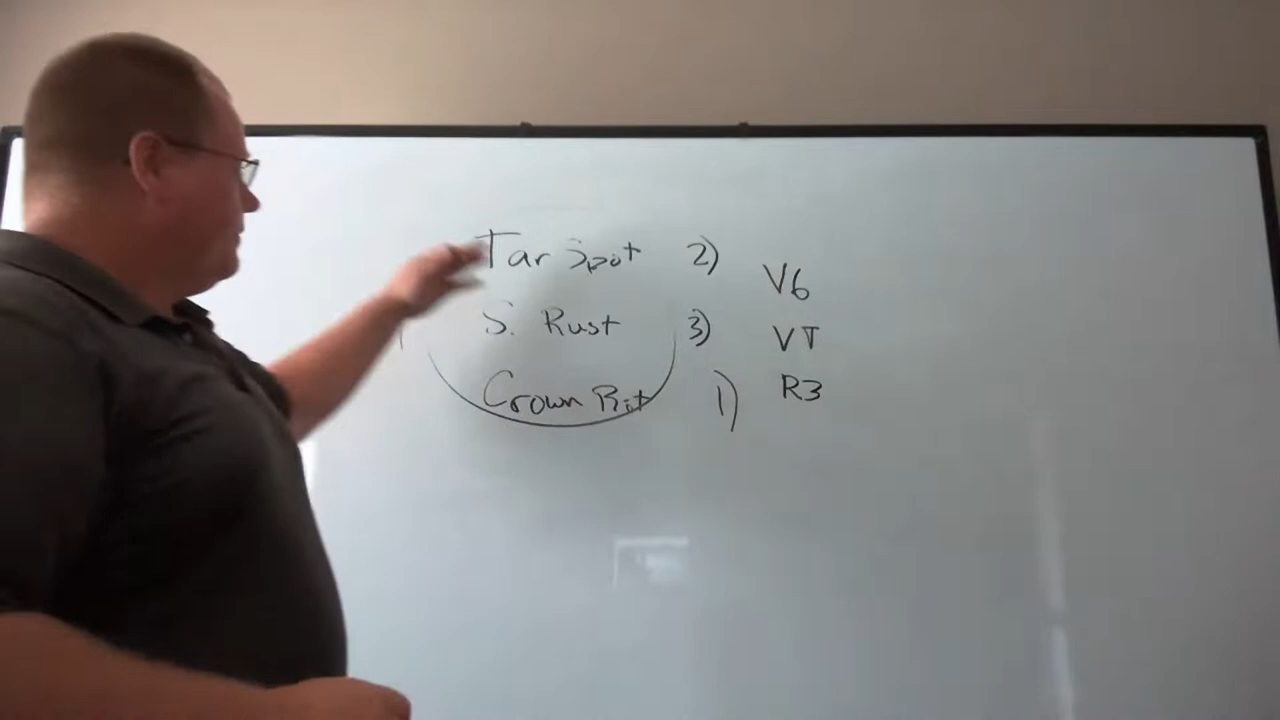 Tar Spot 2)
S. Rust 3)
Crown Rot 1)
V6
VT
R3